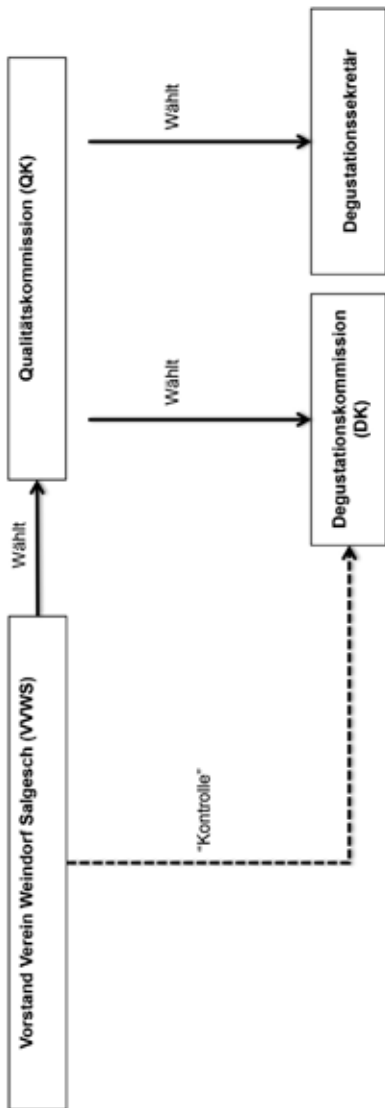 Vorstand Verein Weindorf Salgesch (VVWS)
Wählt
Qualitätskommission (QK)
"Kontrolle"
Wählt
Wählt
Degustationskommission
(DK)
Degustationssekretär